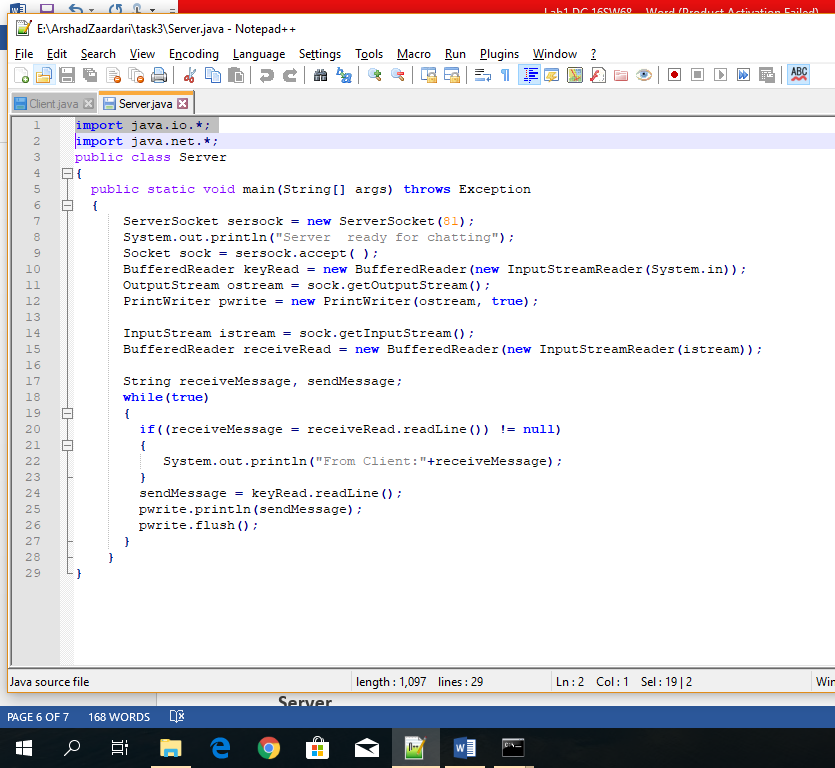 Lab1 DC 16SW68 - Word (Product Activation Failed)
E:\ArshadZaardari\task3\Server.java - Notepad++
File Edit Search View Encoding Language Settings Tools Macro Run Plugins Window ?
ABC
Client.java Server.java
1 import java.io.*;
2 import java.net.*;
3 public class Server
4 {
5 public static void main(String[] args) throws Exception
6 {
7 ServerSocket sersock = new ServerSocket(81);
8 System.out.println("Server  ready for chatting");
9 Socket sock = sersock.accept( );
10 BufferedReader keyRead = new BufferedReader(new InputStreamReader(System.in));
11 OutputStream ostream = sock.getOutputStream();
12 PrintWriter pwrite = new PrintWriter(ostream, true);
13
14 InputStream istream = sock.getInputStream();
15 BufferedReader receiveRead = new BufferedReader(new InputStreamReader(istream));
16
17 String receiveMessage, sendMessage;
18 while(true)
19 {
20 if((receiveMessage = receiveRead.readLine()) != null)
21 {
22 System.out.println("From Client:"+receiveMessage);
23 }
24 sendMessage = keyRead.readLine();
25 pwrite.println(sendMessage);
26 pwrite.flush();
27 }
28 }
29 }
Java source file length : 1,097 lines : 29 Ln : 2 Col : 1 Sel : 19 | 2 Win
Server
PAGE 6 OF 7 168 WORDS